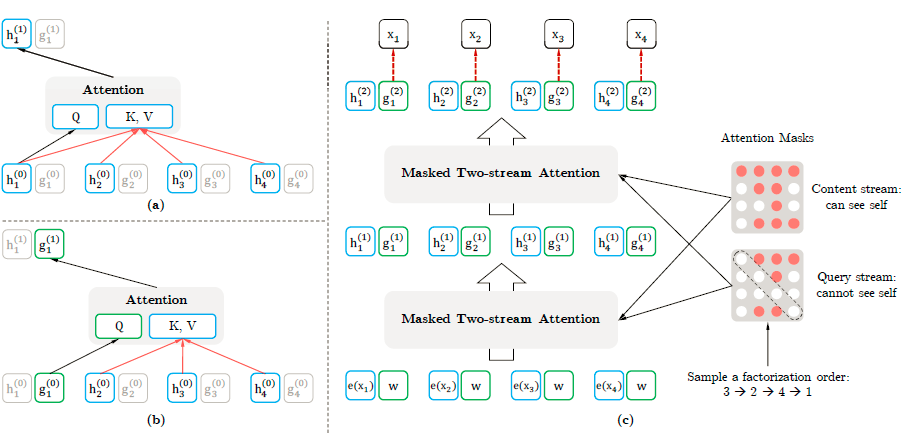 h₁⁽¹⁾ g₁⁽¹⁾
Attention
Q K, V
h₁⁽⁰⁾ g₁⁽⁰⁾ h₂⁽⁰⁾ g₂⁽⁰⁾ h₃⁽⁰⁾ g₃⁽⁰⁾ h₄⁽⁰⁾ g₄⁽⁰⁾
(a)
h₁⁽¹⁾ g₁⁽¹⁾
Attention
Q K, V
h₁⁽⁰⁾ g₁⁽⁰⁾ h₂⁽⁰⁾ g₂⁽⁰⁾ h₃⁽⁰⁾ g₃⁽⁰⁾ h₄⁽⁰⁾ g₄⁽⁰⁾
(b)
x₁ x₂ x₃ x₄
h₁⁽²⁾ g₁⁽²⁾ h₂⁽²⁾ g₂⁽²⁾ h₃⁽²⁾ g₃⁽²⁾ h₄⁽²⁾ g₄⁽²⁾
Masked Two-stream Attention
h₁⁽¹⁾ g₁⁽¹⁾ h₂⁽¹⁾ g₂⁽¹⁾ h₃⁽¹⁾ g₃⁽¹⁾ h₄⁽¹⁾ g₄⁽¹⁾
Masked Two-stream Attention
e(x₁) w e(x₂) w e(x₃) w e(x₄) w
(c)
Attention Masks
Content stream:
can see self
Query stream:
cannot see self
Sample a factorization order:
3 → 2 → 4 → 1